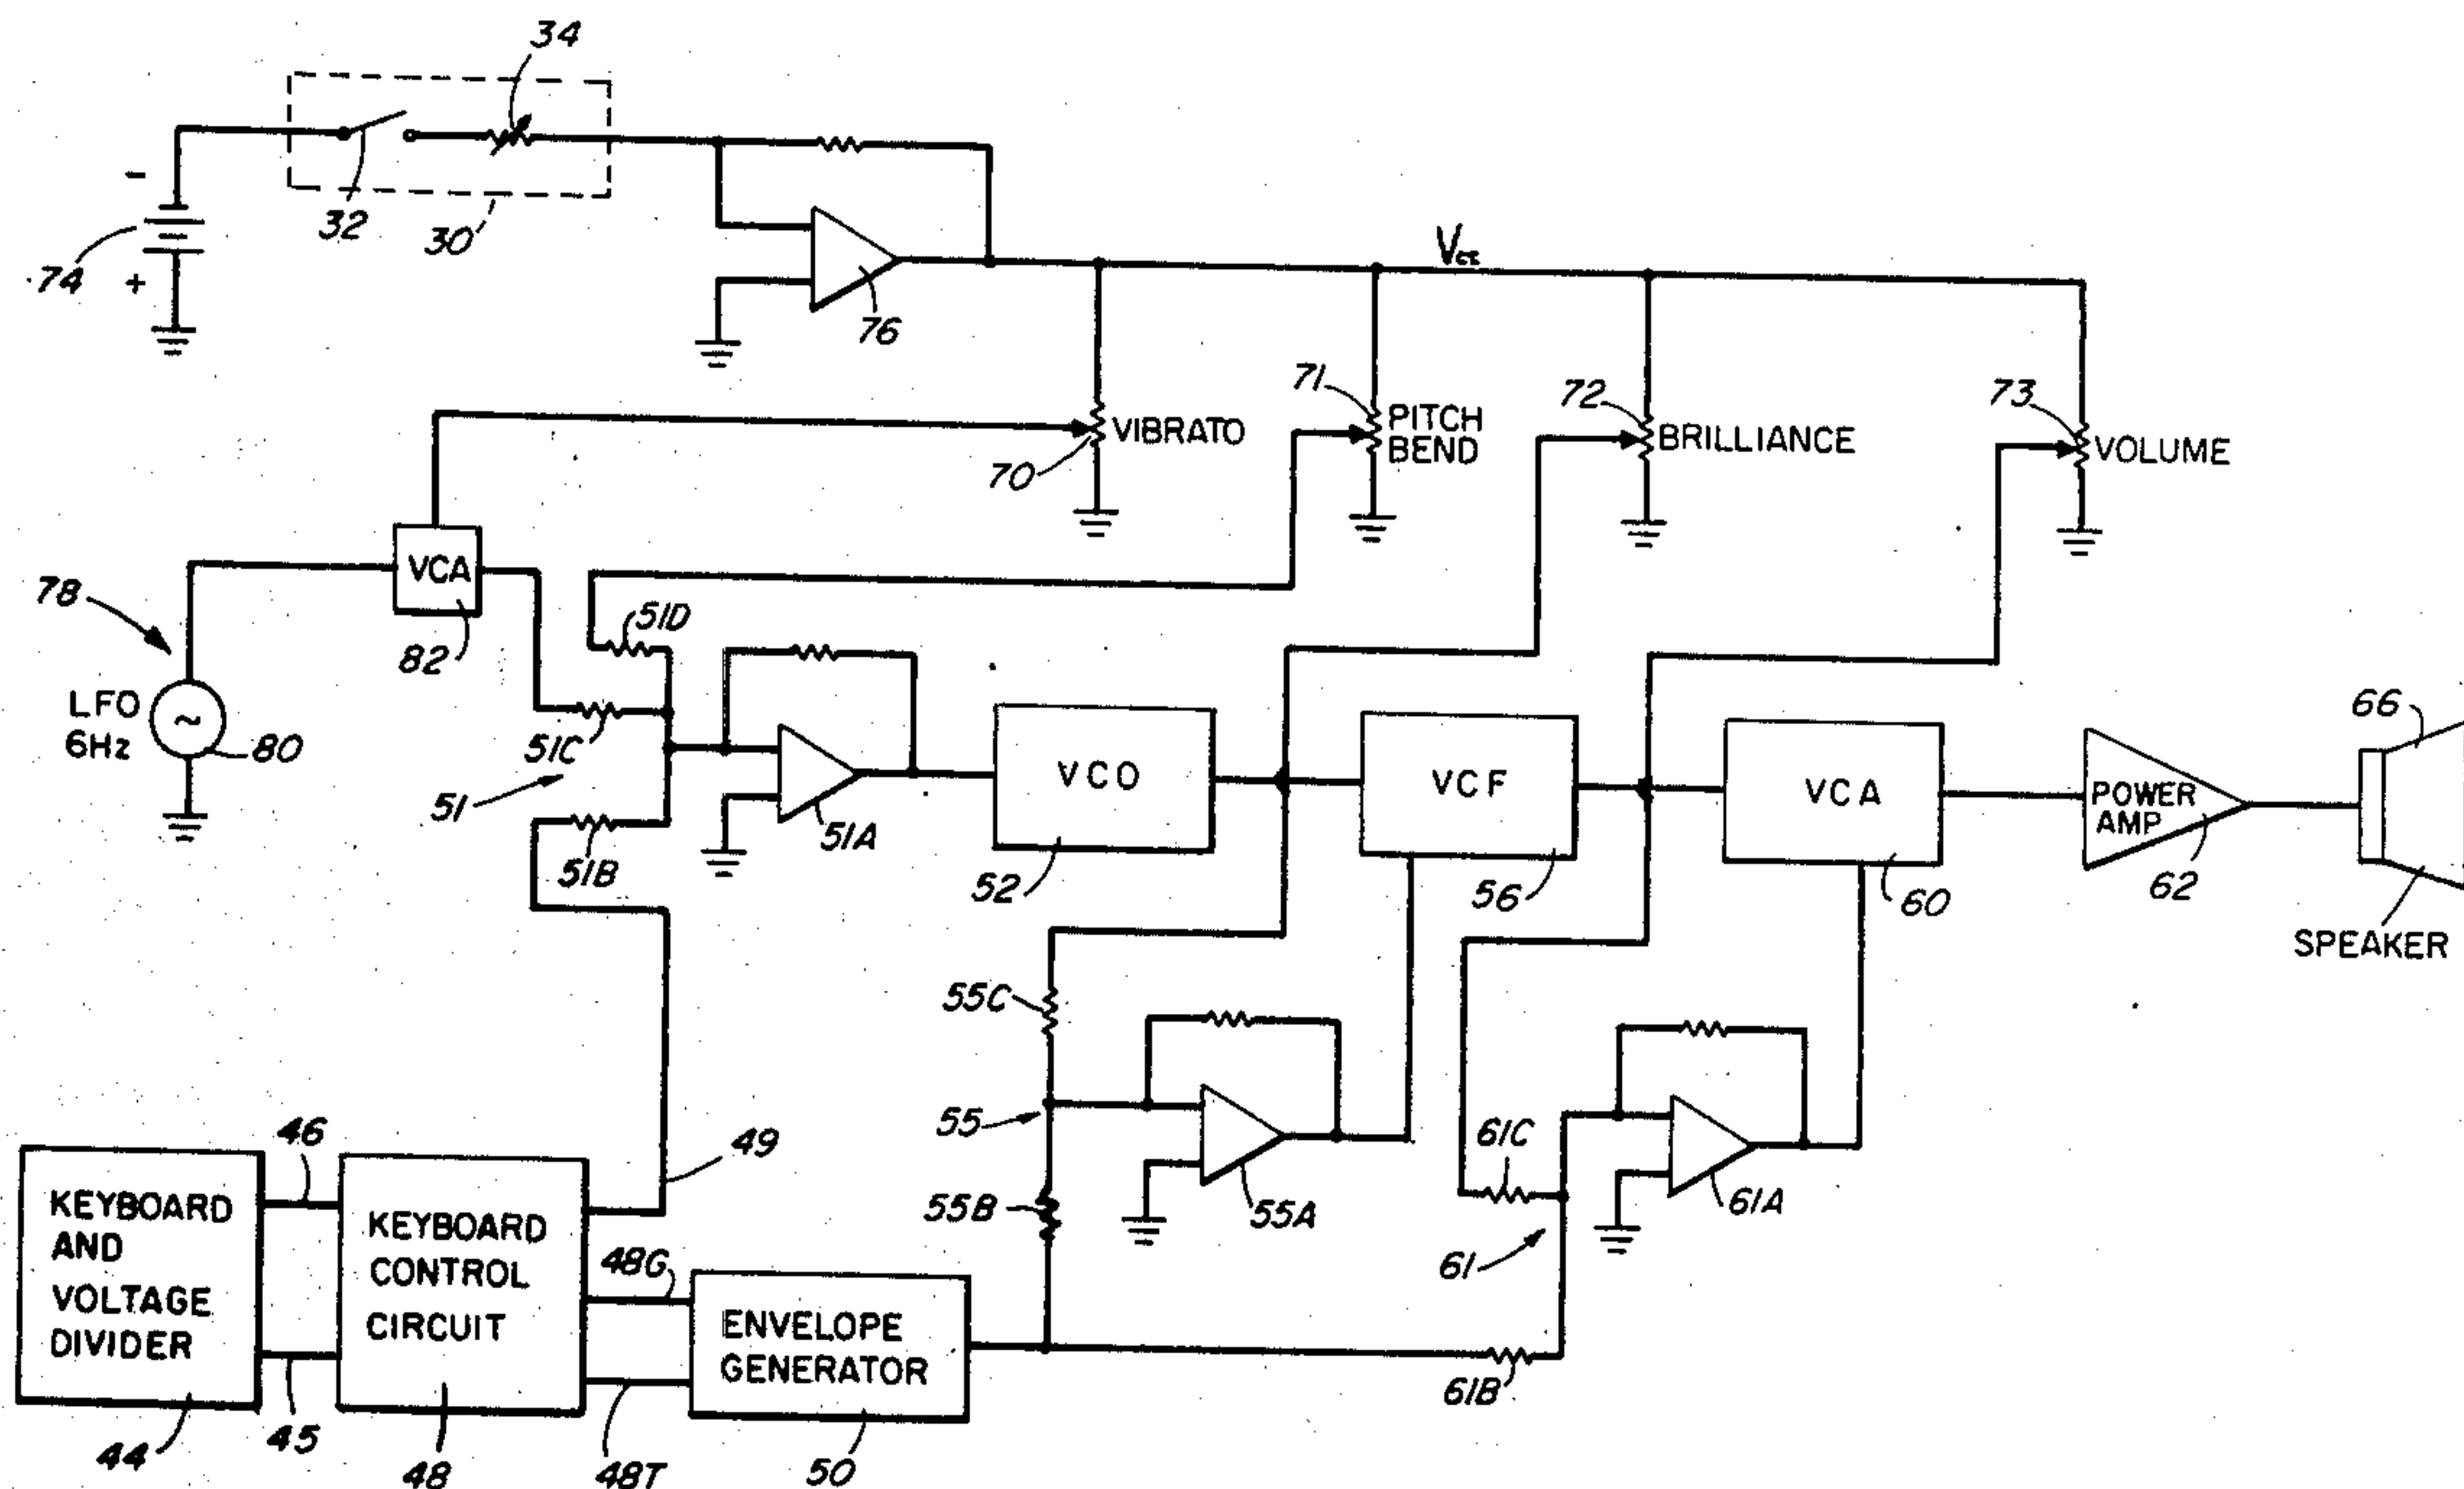 34
32
30
-
74
+
76
Vcc
71
PITCH
BEND
72
BRILLIANCE
73
VOLUME
VIBRATO
70
VCA
78
82
51D
LFO
6Hz
~
80
51C
51
51B
51A
VCO
52
VCF
56
VCA
60
POWER
AMP
62
66
SPEAKER
55C
55
55B
55A
61C
61
61A
61B
49
46
KEYBOARD
AND
VOLTAGE
DIVIDER
44
45
KEYBOARD
CONTROL
CIRCUIT
48
48G
48T
ENVELOPE
GENERATOR
50